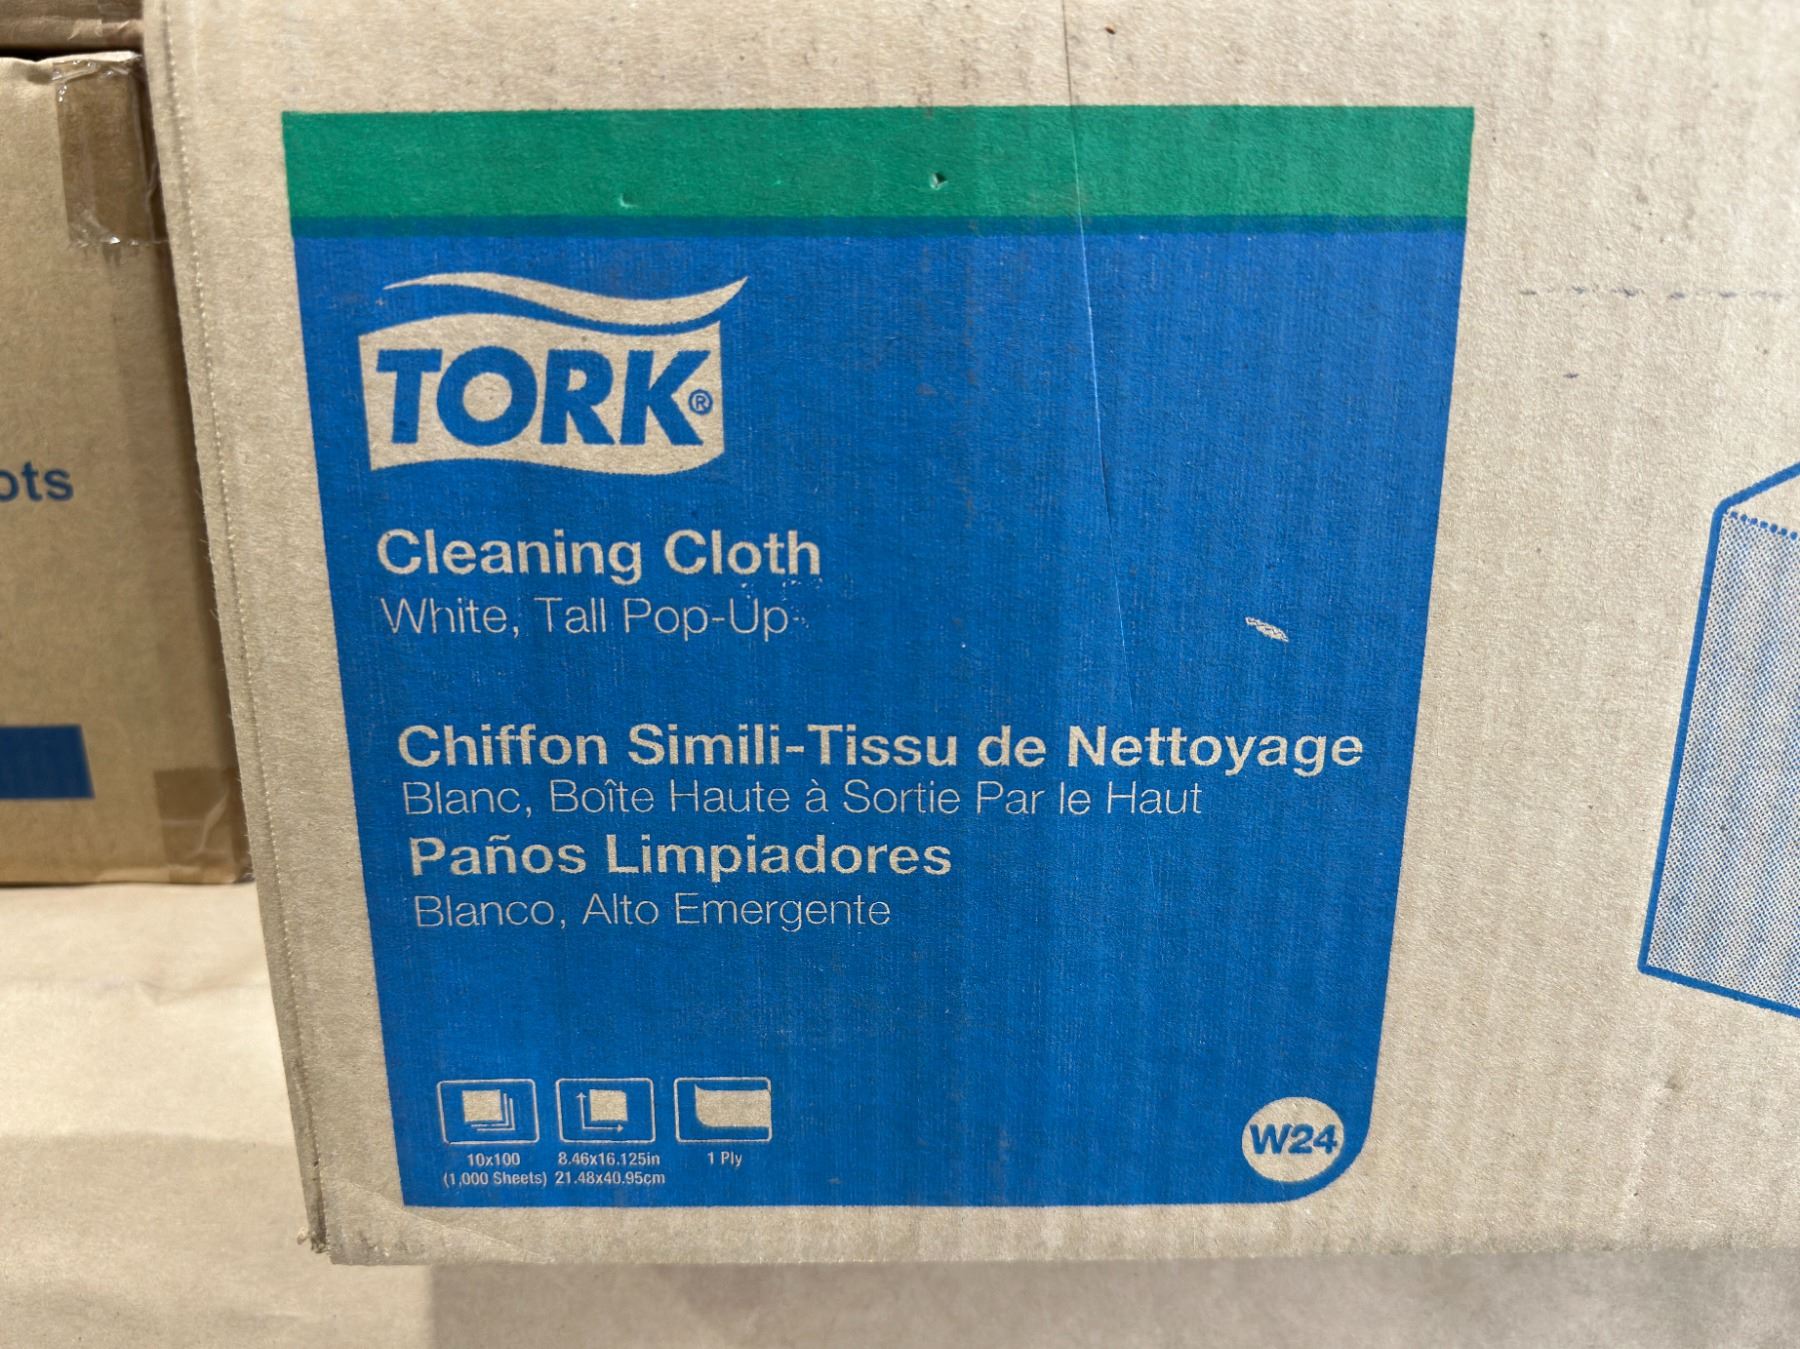 TORK®
Cleaning Cloth
White, Tall Pop-Up
Chiffon Simili-Tissu de Nettoyage
Blanc, Boîte Haute à Sortie Par le Haut
Paños Limpiadores
Blanco, Alto Emergente
10x100
(1,000 Sheets)
8.46x16.125in
21.48x40.95cm
1 Ply
W24
ots